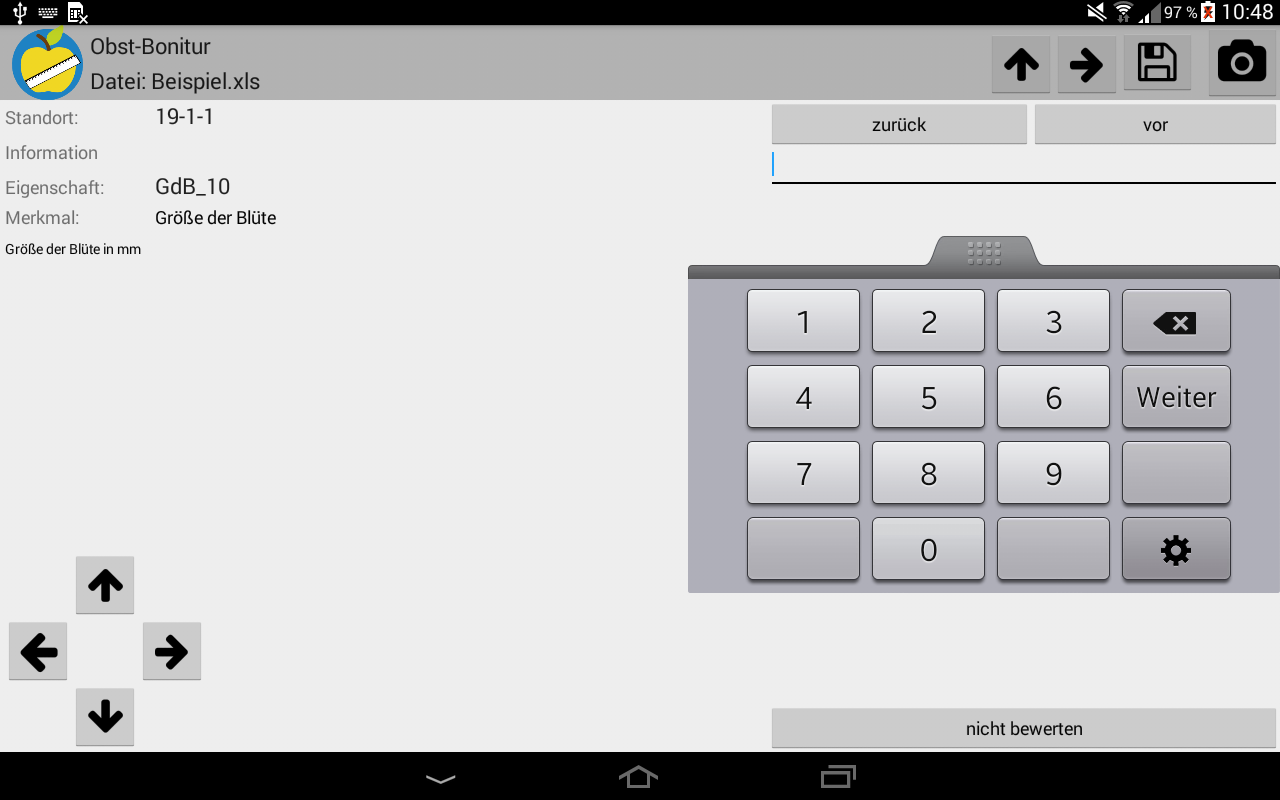 97 % 10:48
Obst-Bonitur
Datei: Beispiel.xls
Standort: 19-1-1
Information
Eigenschaft: GdB_10
Merkmal: Größe der Blüte
Größe der Blüte in mm
zurück vor
1 2 3
4 5 6 Weiter
7 8 9
0
nicht bewerten